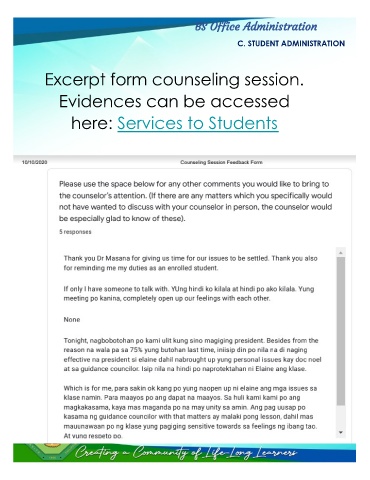 BS Office Administration
C. STUDENT ADMINISTRATION
Excerpt form counseling session.
Evidences can be accessed
here: Services to Students
10/10/2020
Counseling Session Feedback Form
Please use the space below for any other comments you would like to bring to
the counselor's attention. (If there are any matters which you specifically would
not have wanted to discuss with your counselor in person, the counselor would
be especially glad to know of these).
5 responses
Thank you Dr Masana for giving us time for our issues to be settled. Thank you also
for reminding me my duties as an enrolled student.
If only I have someone to talk with. YUng hindi ko kilala at hindi po ako kilala. Yung
meeting po kanina, completely open up our feelings with each other.
None
Tonight, nagbobotohan po kami ulit kung sino magiging president. Besides from the
reason na wala pa sa 75% yung butohan last time, iniisip din po nila na di naging
effective na president si elaine dahil nabrought up yung personal issues kay doc noel
at sa guidance councilor. Isip nila na hindi po naprotektahan ni Elaine ang klase.
Which is for me, para sakin ok kang po yung naopen up ni elaine ang mga issues sa
klase namin. Para maayos po ang dapat na maayos. Sa huli kami kami po ang
magkakasama, kaya mas maganda po na may unity sa amin. Ang pag uusap po
kasama ng guidance councilor with that matters ay malaki pong lesson, dahil mas
mauunawaan po ng klase yung pagiging sensitive towards sa feelings ng ibang tao.
At yung respeto po.
Creating a Community of Life-Long Learners